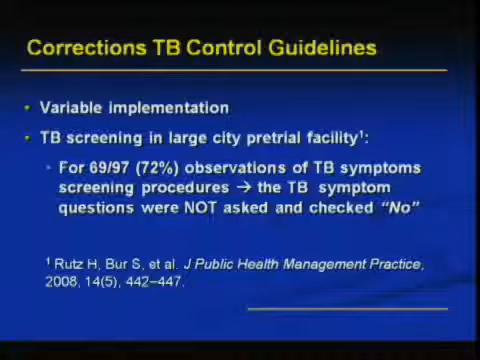 Corrections TB Control Guidelines
• Variable implementation
• TB screening in large city pretrial facility¹:
• For 69/97 (72%) observations of TB symptoms
screening procedures → the TB symptom
questions were NOT asked and checked “No”
¹ Rutz H, Bur S, et al. J Public Health Management Practice,
2008, 14(5), 442–447.